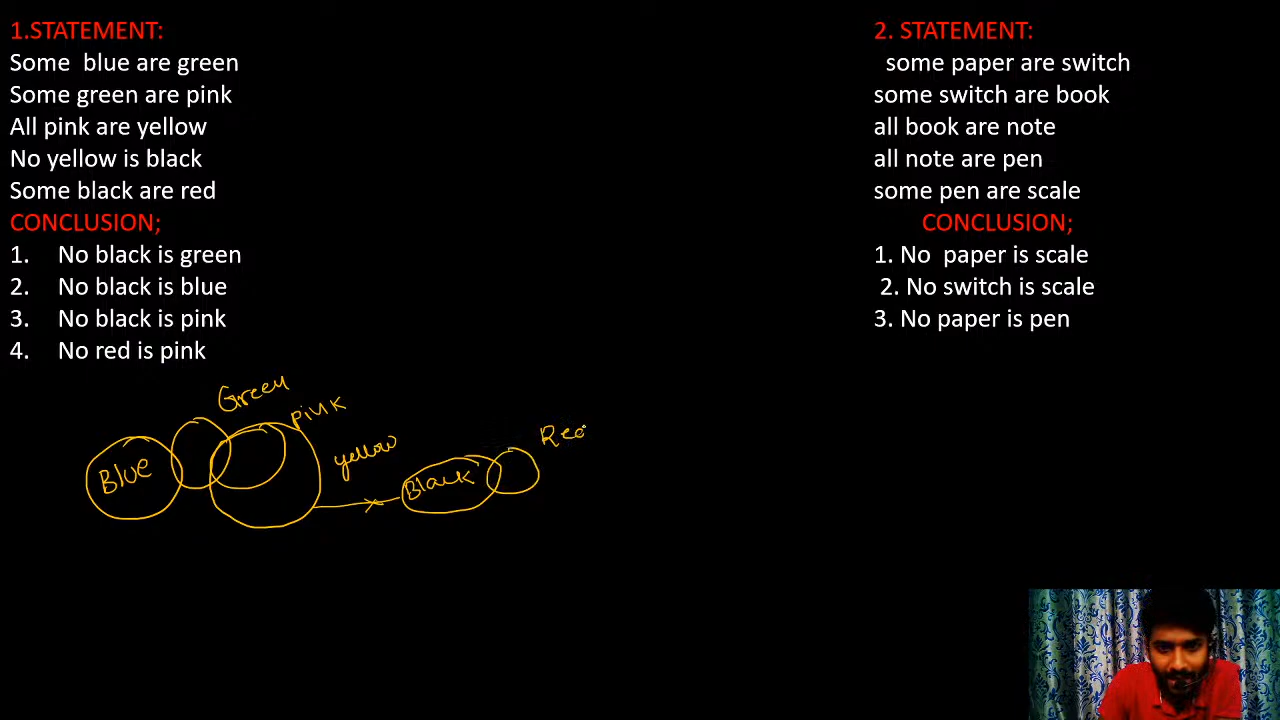 1.STATEMENT:
Some  blue are green
Some green are pink
All pink are yellow
No yellow is black
Some black are red
CONCLUSION;
1. No black is green
2. No black is blue
3. No black is pink
4. No red is pink
2. STATEMENT:
some paper are switch
some switch are book
all book are note
all note are pen
some pen are scale
CONCLUSION;
1. No  paper is scale
2. No switch is scale
3. No paper is pen
Green
pink
yellow
Red
Blue
Black